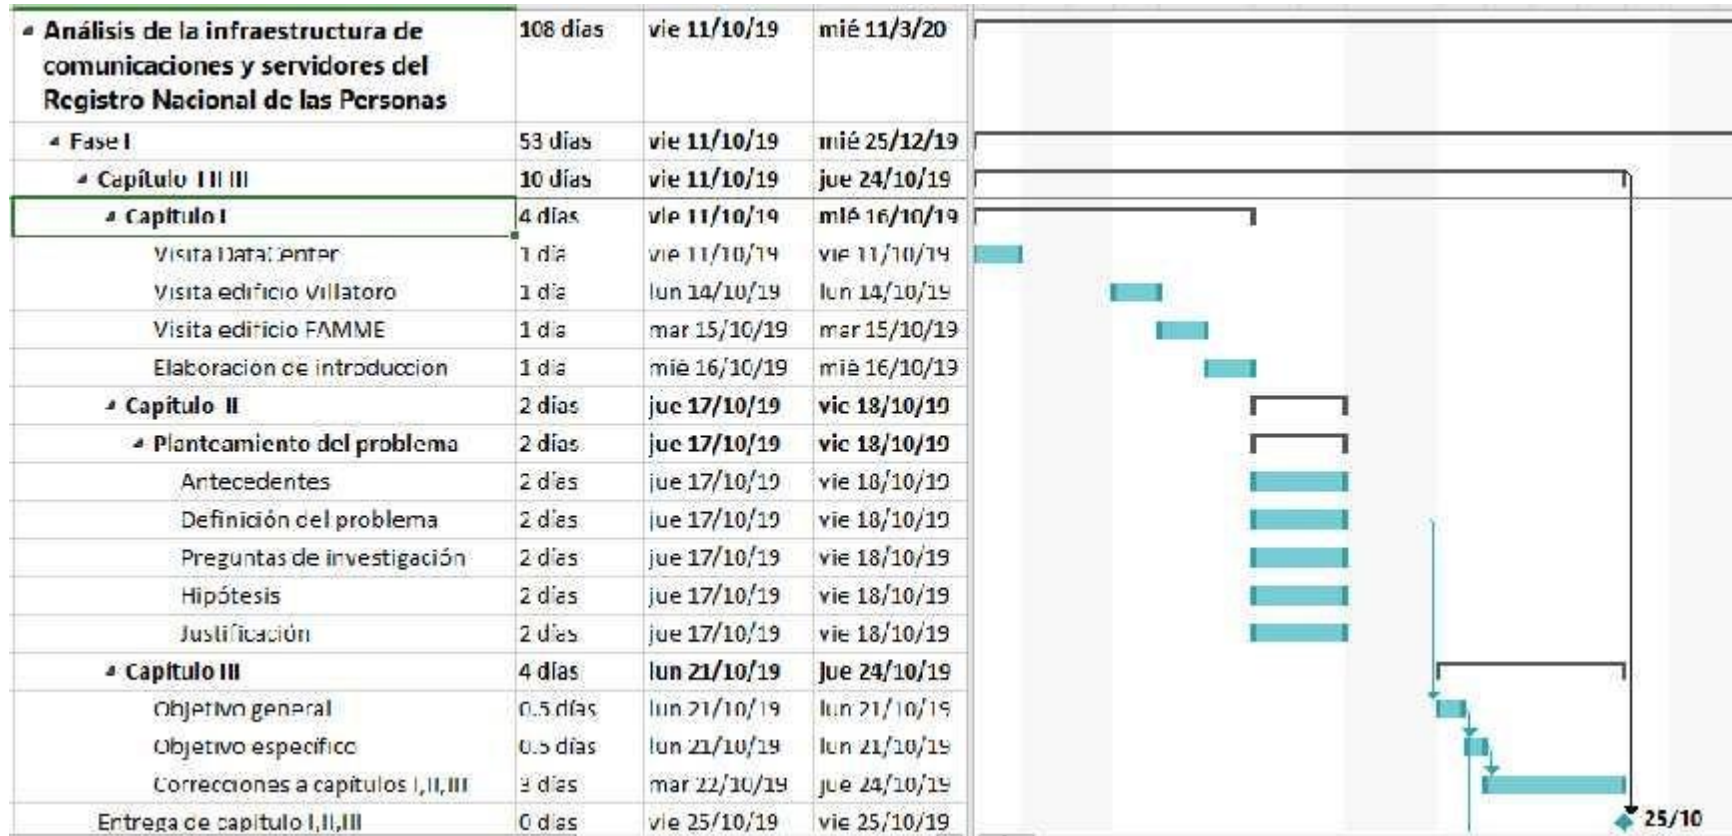 Análisis de la infraestructura de 108 días vie 11/10/19 mié 11/3/20
comunicaciones y servidores del
Registro Nacional de las Personas
Fase I 53 días vie 11/10/19 mié 25/12/19
Capítulo I II III 10 días vie 11/10/19 jue 24/10/19
Capítulo I 4 días vie 11/10/19 mié 16/10/19
Visita DataCenter 1 día vie 11/10/19 vie 11/10/19
Visita edificio Villatoro 1 día lun 14/10/19 lun 14/10/19
Visita edificio FAMME 1 día mar 15/10/19 mar 15/10/19
Elaboración de introduccion 1 día mié 16/10/19 mié 16/10/19
Capítulo II 2 días jue 17/10/19 vie 18/10/19
Planteamiento del problema 2 días jue 17/10/19 vie 18/10/19
Antecedentes 2 días jue 17/10/19 vie 18/10/19
Definición del problema 2 días jue 17/10/19 vie 18/10/19
Preguntas de investigación 2 días jue 17/10/19 vie 18/10/19
Hipótesis 2 días jue 17/10/19 vie 18/10/19
Justificación 2 días jue 17/10/19 vie 18/10/19
Capítulo III 4 días lun 21/10/19 jue 24/10/19
Objetivo general 0.5 días lun 21/10/19 lun 21/10/19
Objetivo específico 0.5 días lun 21/10/19 lun 21/10/19
Correcciones a capítulos I,II,III 3 días mar 22/10/19 jue 24/10/19
Entrega de capitulo I,II,III 0 días vie 25/10/19 vie 25/10/19 25/10